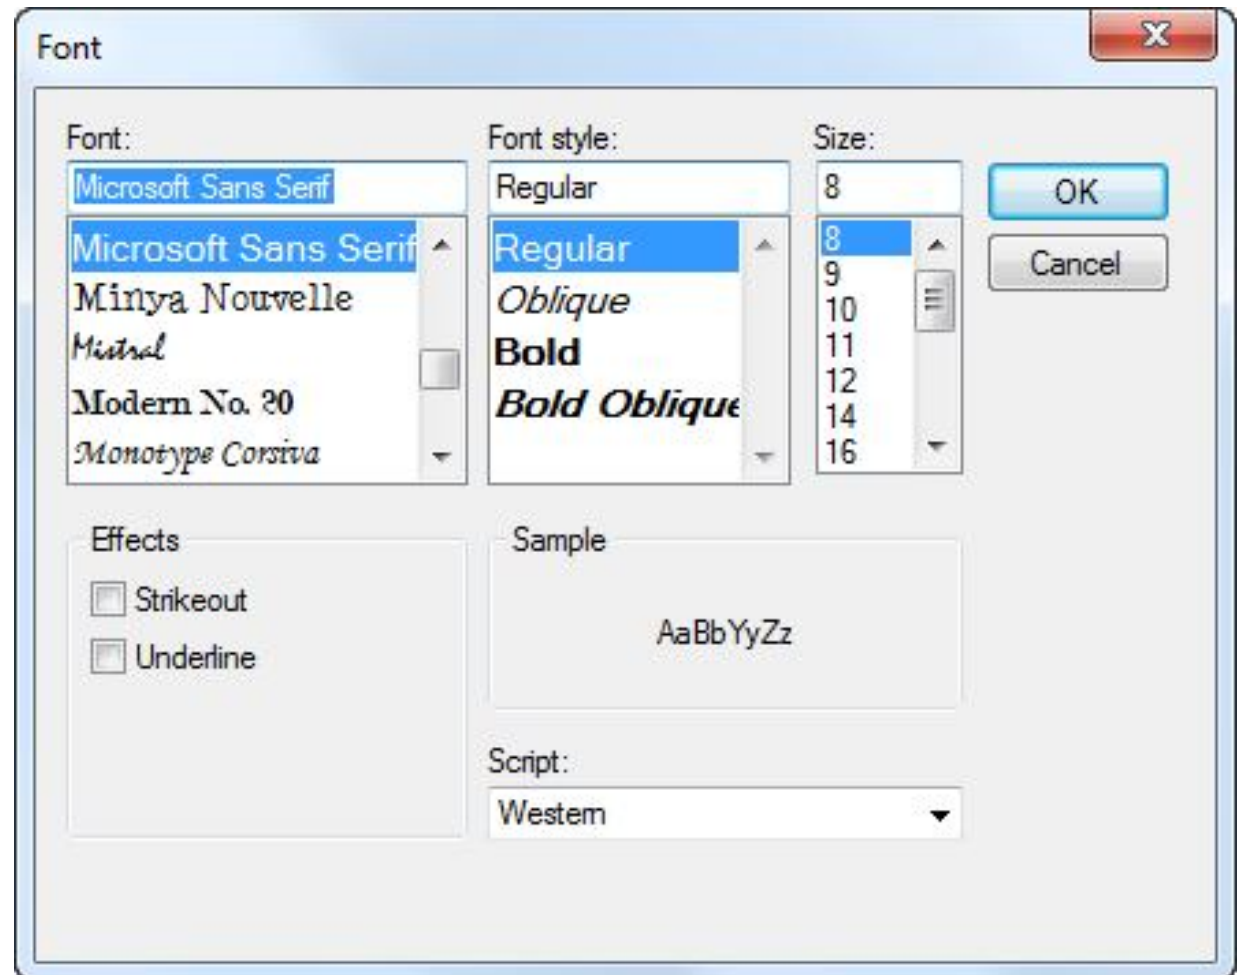 Font
Font:
Microsoft Sans Serif
Microsoft Sans Serif
Minya Nouvelle
Mistral
Modern No. 20
Monotype Corsiva
Font style:
Regular
Regular
Oblique
Bold
Bold Oblique
Size:
8
8
9
10
11
12
14
16
OK
Cancel
Effects
Strikeout
Underline
Sample
AaBbYyZz
Script:
Western